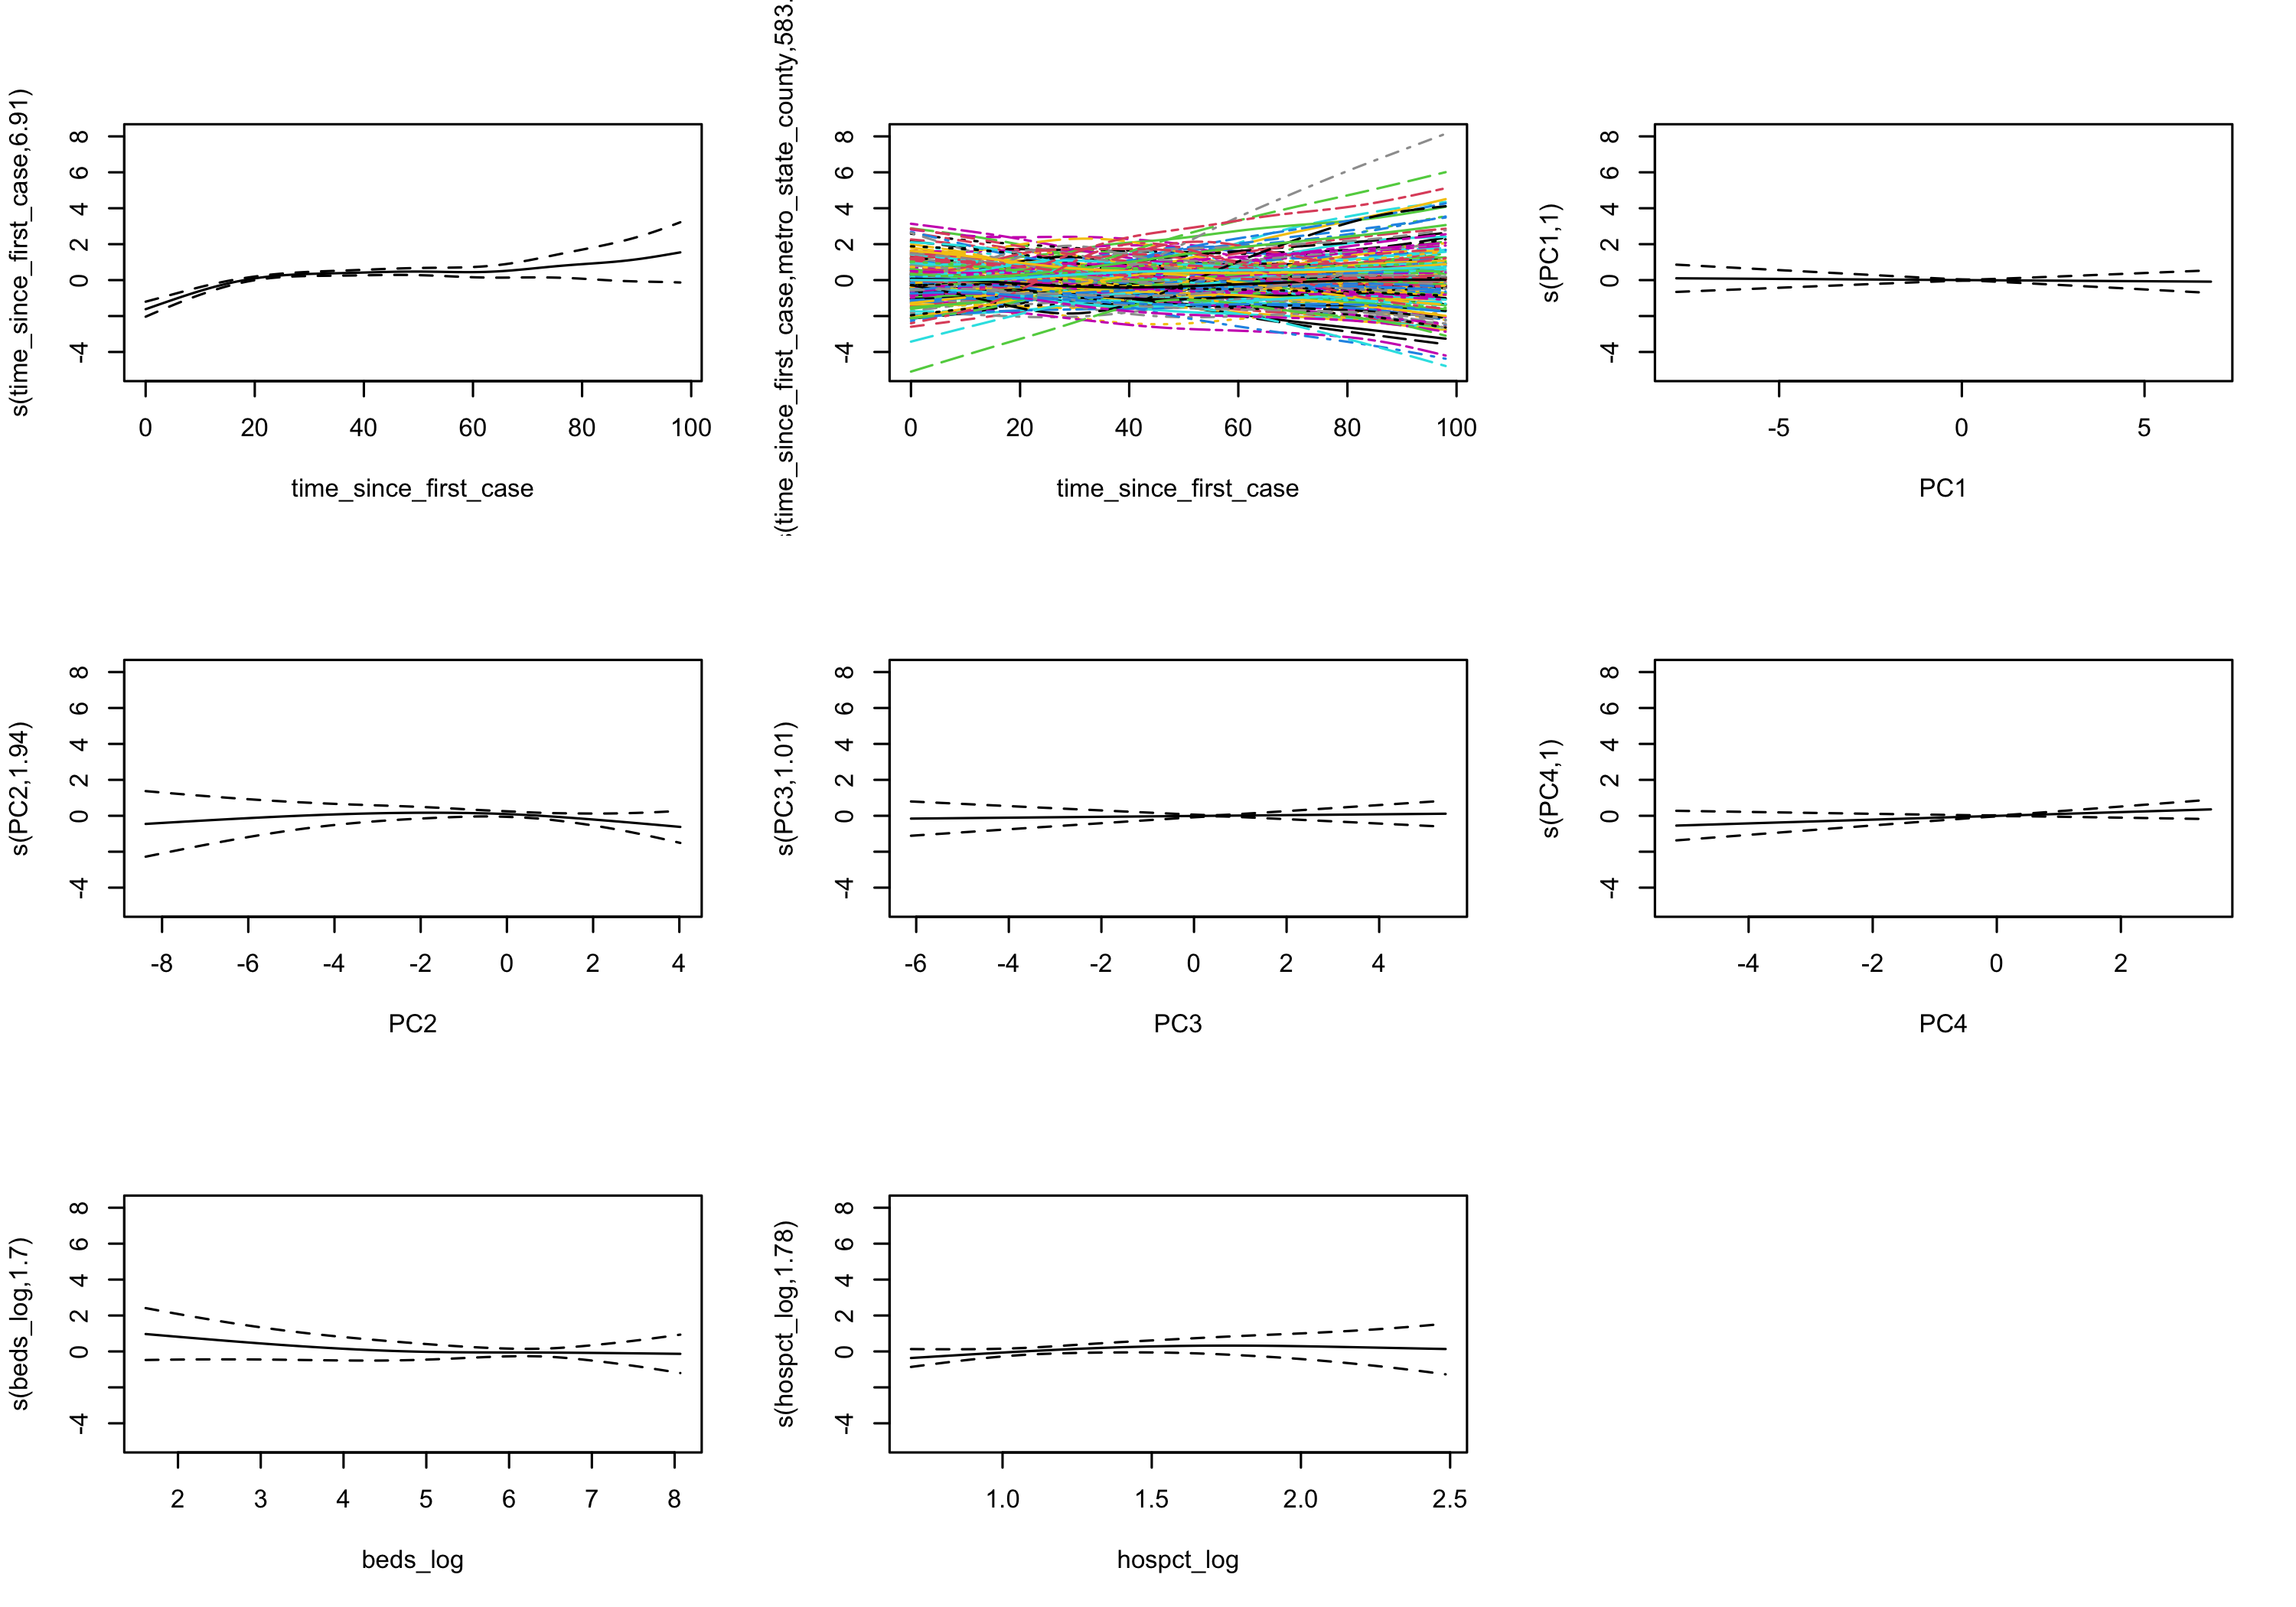 s(time_since_first_case,6.91)
8
6
4
2
0
-4
0 20 40 60 80 100
time_since_first_case
s(time_since_first_case,metro_state_county,583.
8
6
4
2
0
-4
0 20 40 60 80 100
time_since_first_case
s(PC1,1)
8
6
4
2
0
-4
-5 0 5
PC1
s(PC2,1.94)
8
6
4
2
0
-4
-8 -6 -4 -2 0 2 4
PC2
s(PC3,1.01)
8
6
4
2
0
-4
-6 -4 -2 0 2 4
PC3
s(PC4,1)
8
6
4
2
0
-4
-4 -2 0 2
PC4
s(beds_log,1.7)
8
6
4
2
0
-4
2 3 4 5 6 7 8
beds_log
s(hospct_log,1.78)
8
6
4
2
0
-4
1.0 1.5 2.0 2.5
hospct_log